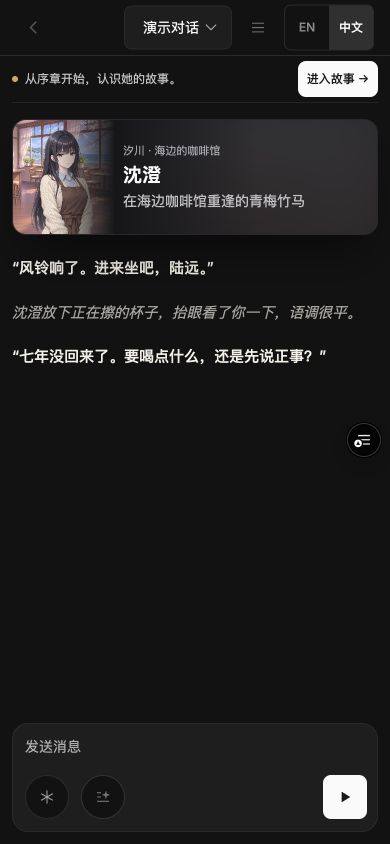 演示对话
EN
中文
从序章开始，认识她的故事。
进入故事 →
汐川 · 海边的咖啡馆
沈澄
在海边咖啡馆重逢的青梅竹马
“风铃响了。进来坐吧，陆远。”
沈澄放下正在擦的杯子，抬眼看了你一下，语调很平。
“七年没回来了。要喝点什么，还是先说正事？”
发送消息